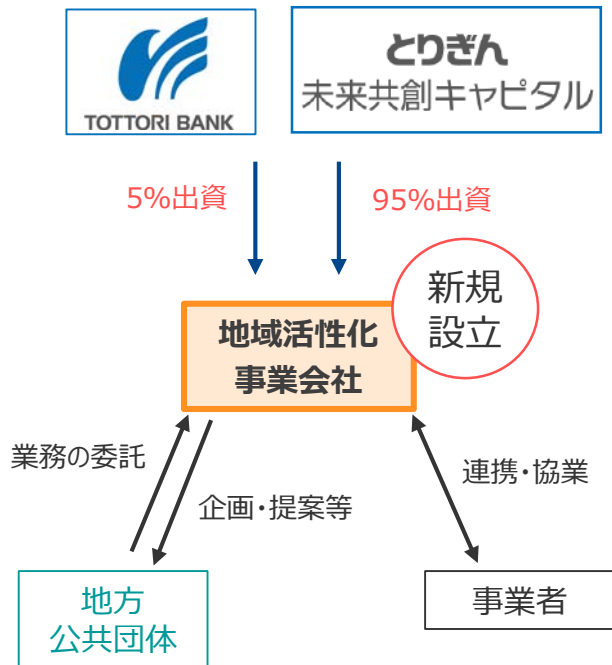 TOTTORI BANK
とりぎん
未来共創キャピタル
5%出資
95%出資
新規
設立
地域活性化
事業会社
業務の委託
企画・提案等
連携・協業
地方
公共団体
事業者